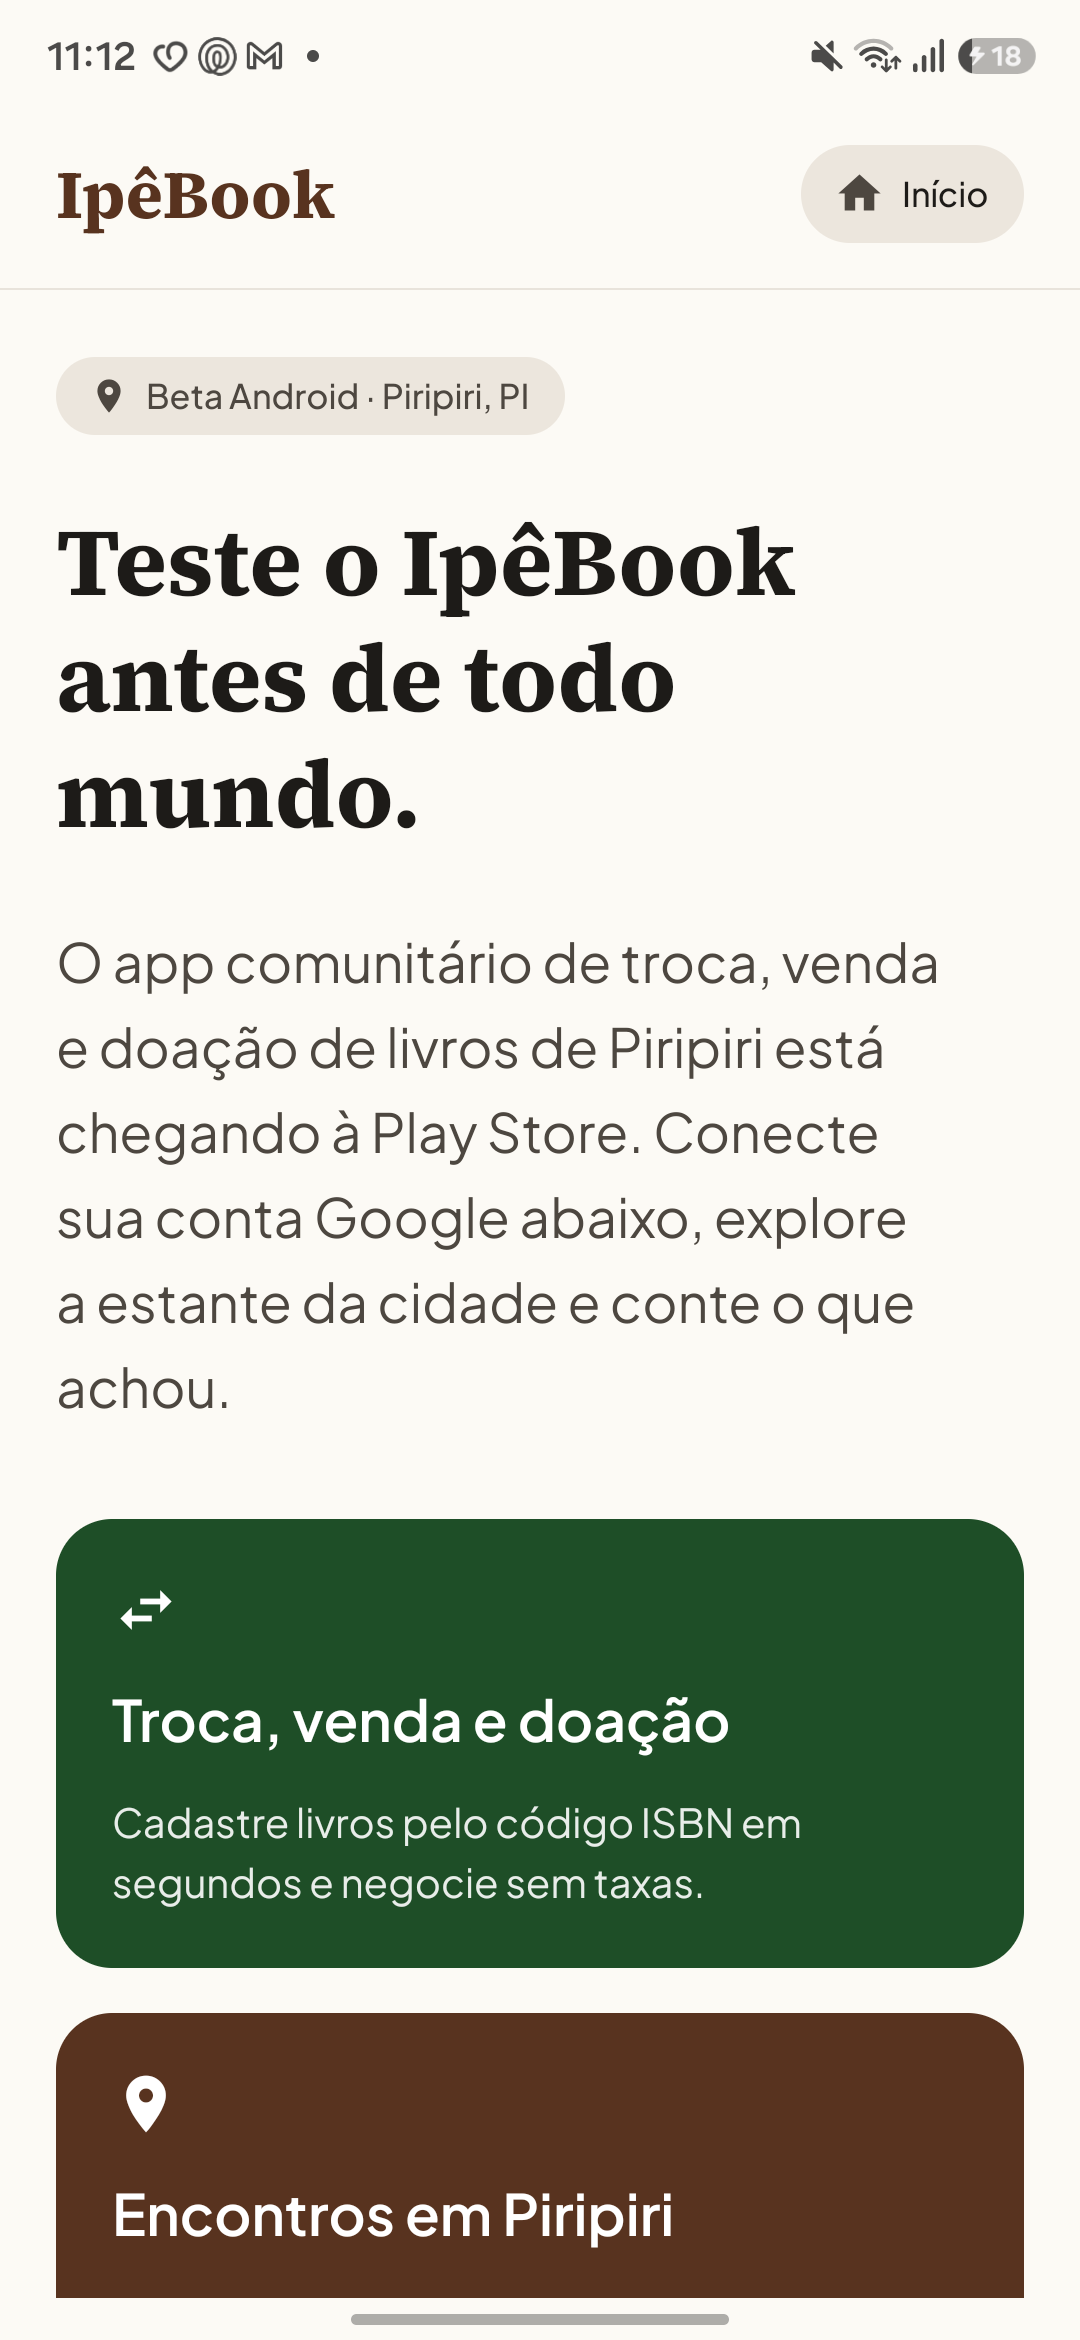 11:12
18
IpêBook
Início
Beta Android · Piripiri, PI
Teste o IpêBook
antes de todo
mundo.
O app comunitário de troca, venda
e doação de livros de Piripiri está
chegando à Play Store. Conecte
sua conta Google abaixo, explore
a estante da cidade e conte o que
achou.
Troca, venda e doação
Cadastre livros pelo código ISBN em
segundos e negocie sem taxas.
Encontros em Piripiri